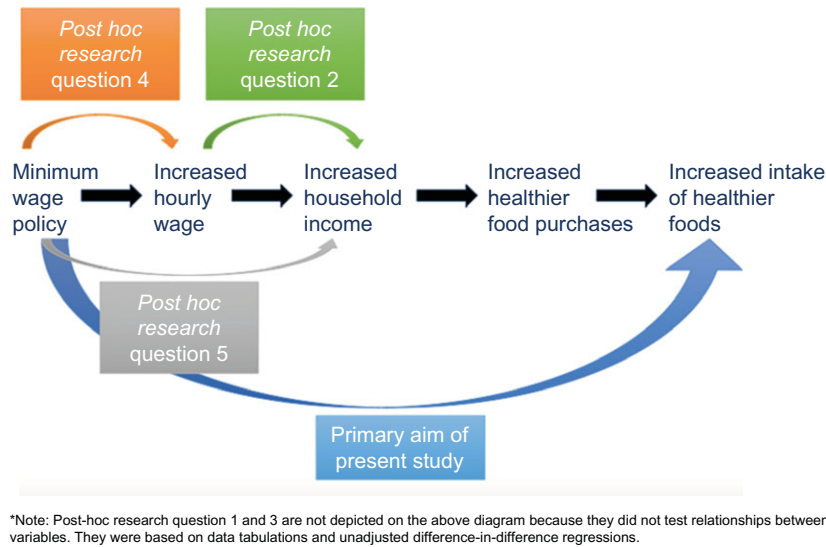 Post hoc
research
question 4
Post hoc
research
question 2
Minimum
wage
policy
Increased
hourly
wage
Increased
household
income
Increased
healthier
food purchases
Increased intake
of healthier
foods
Post hoc
research
question 5
Primary aim of
present study
*Note: Post-hoc research question 1 and 3 are not depicted on the above diagram because they did not test relationships between
variables. They were based on data tabulations and unadjusted difference-in-difference regressions.